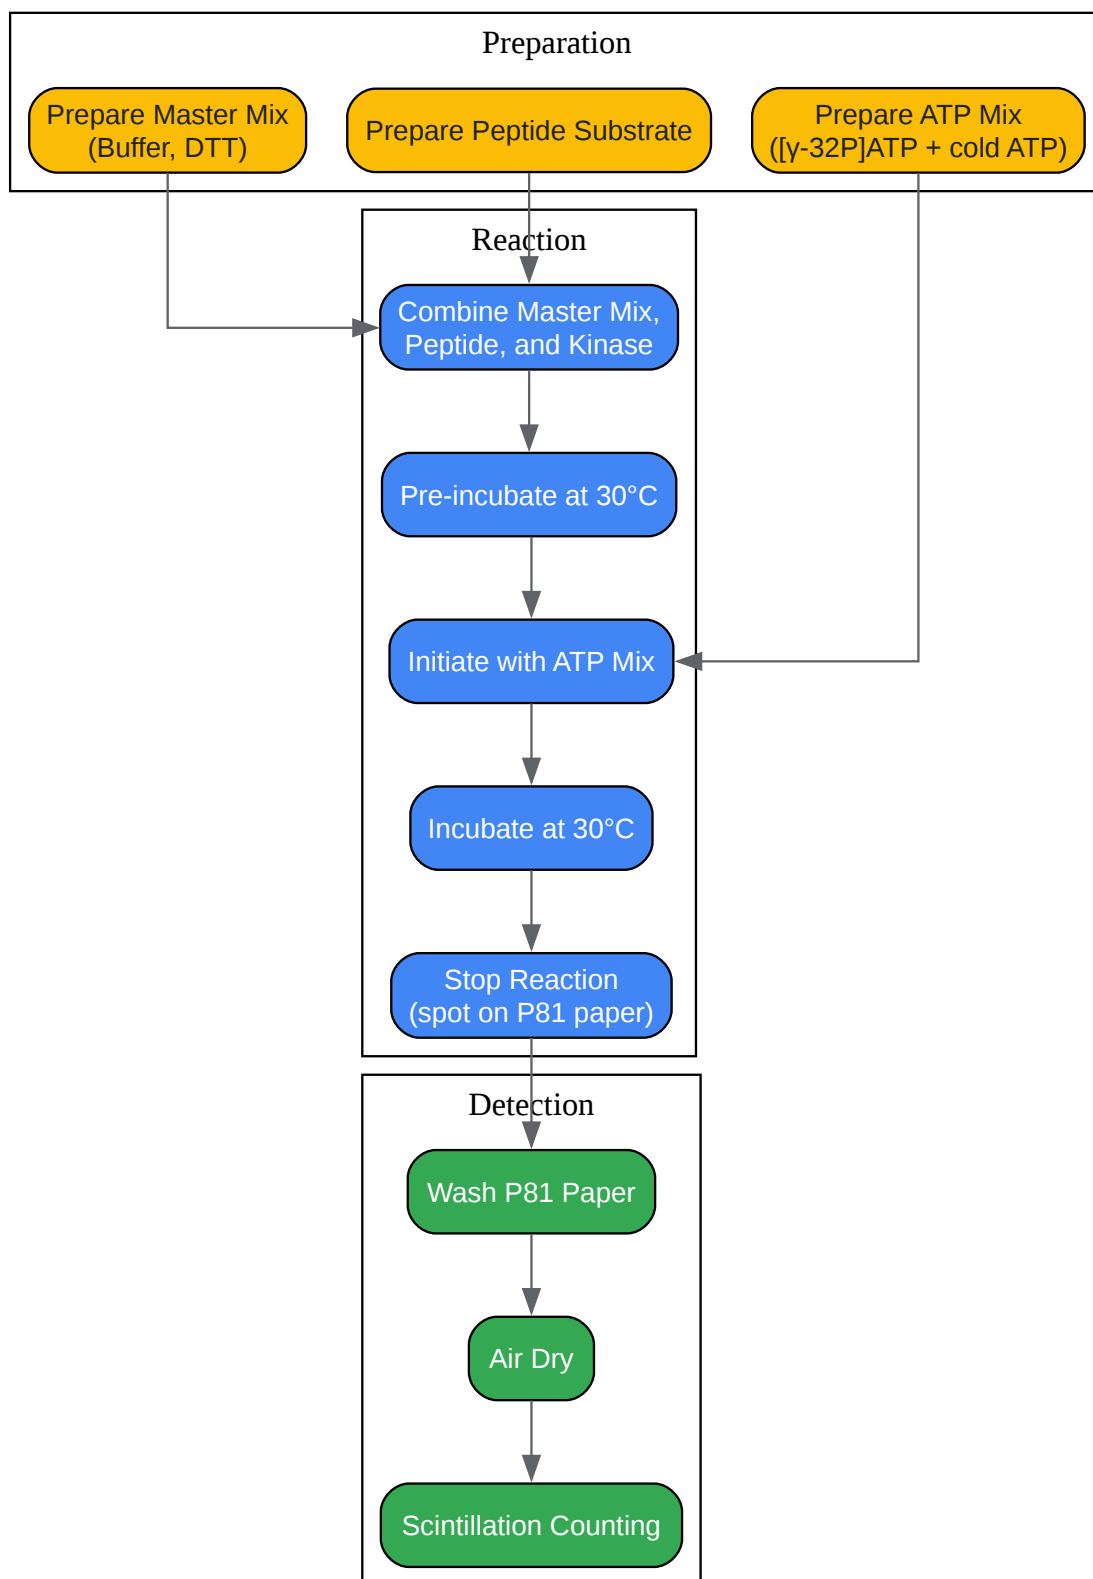 Preparation
Prepare Master Mix
(Buffer, DTT)
Prepare Peptide Substrate
Prepare ATP Mix
([γ-32P]ATP + cold ATP)
Reaction
Combine Master Mix,
Peptide, and Kinase
Pre-incubate at 30°C
Initiate with ATP Mix
Incubate at 30°C
Stop Reaction
(spot on P81 paper)
Detection
Wash P81 Paper
Air Dry
Scintillation Counting